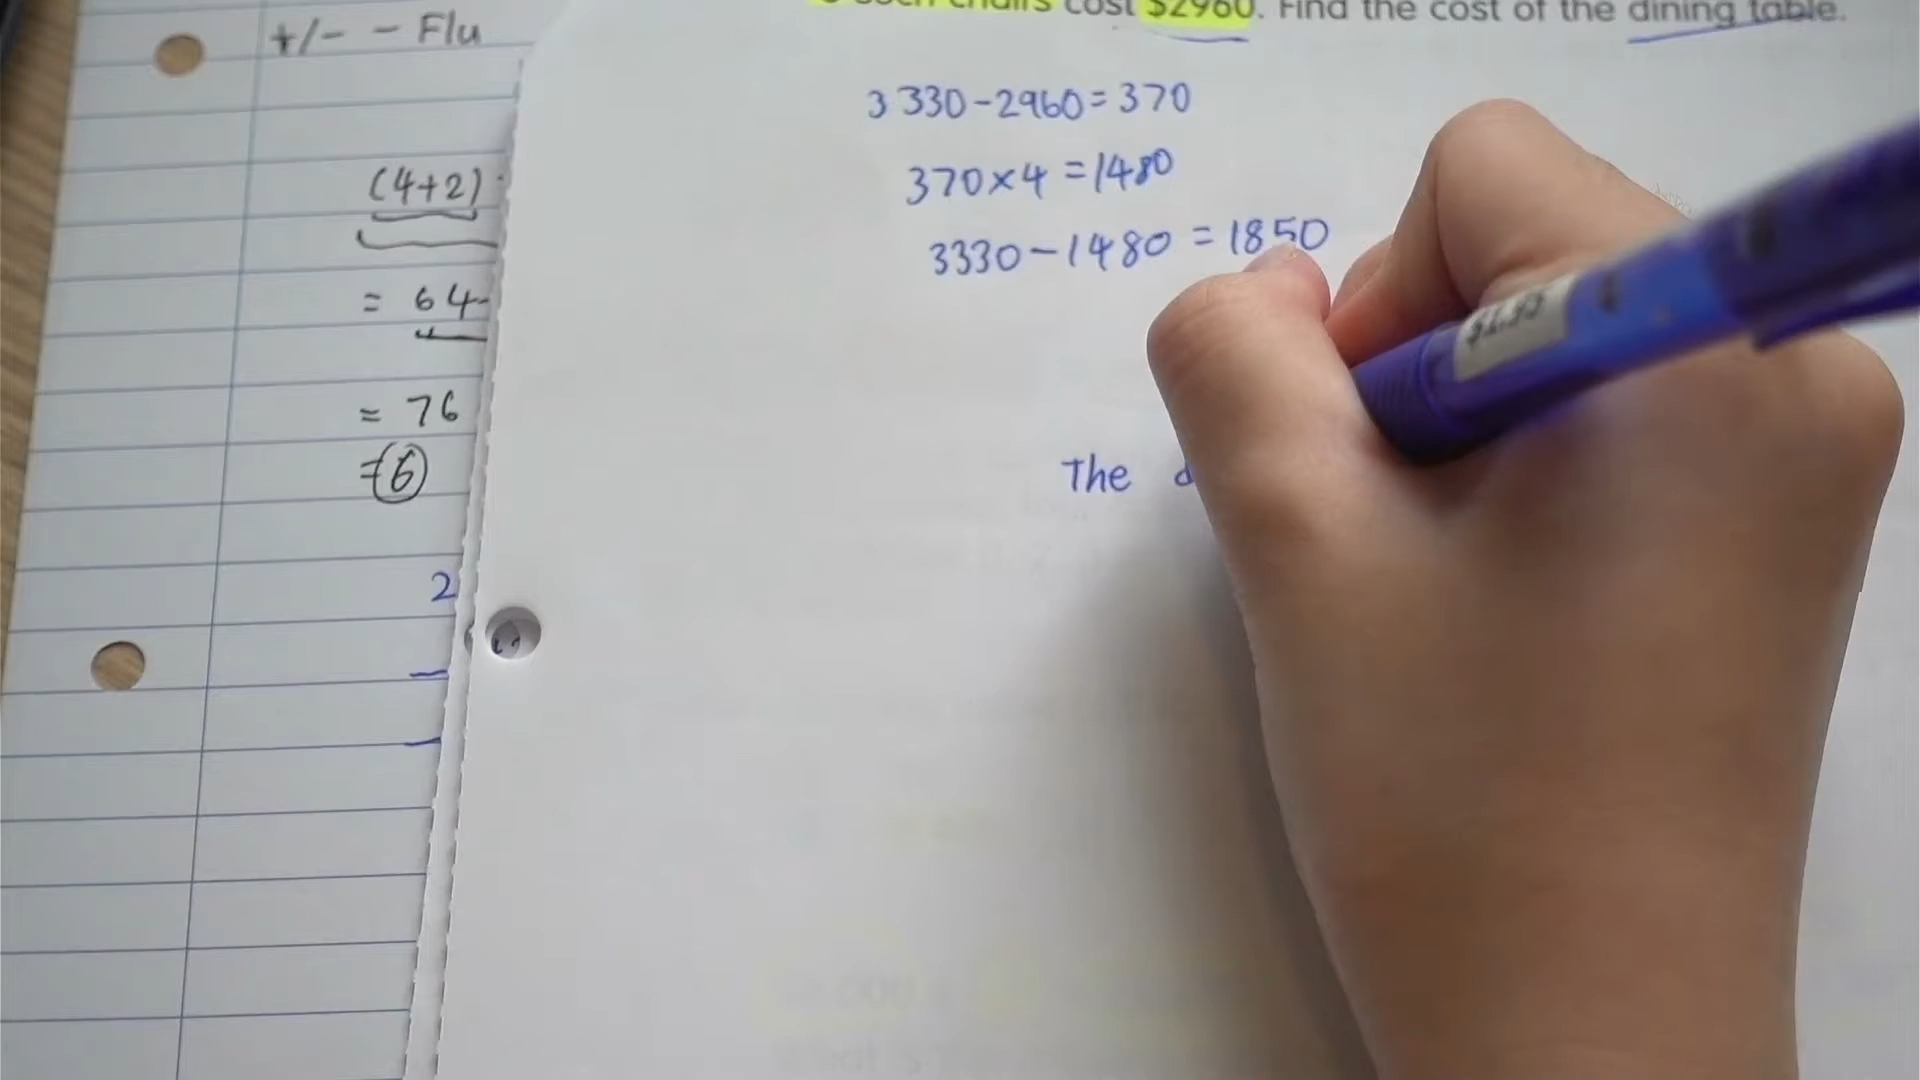 +/- - Flu
(4+2)
= 64
= 76
=6
2
chairs cost $2960. Find the cost of the dining table.
3330-2960=370
370×4=1480
3330-1480=1850
The